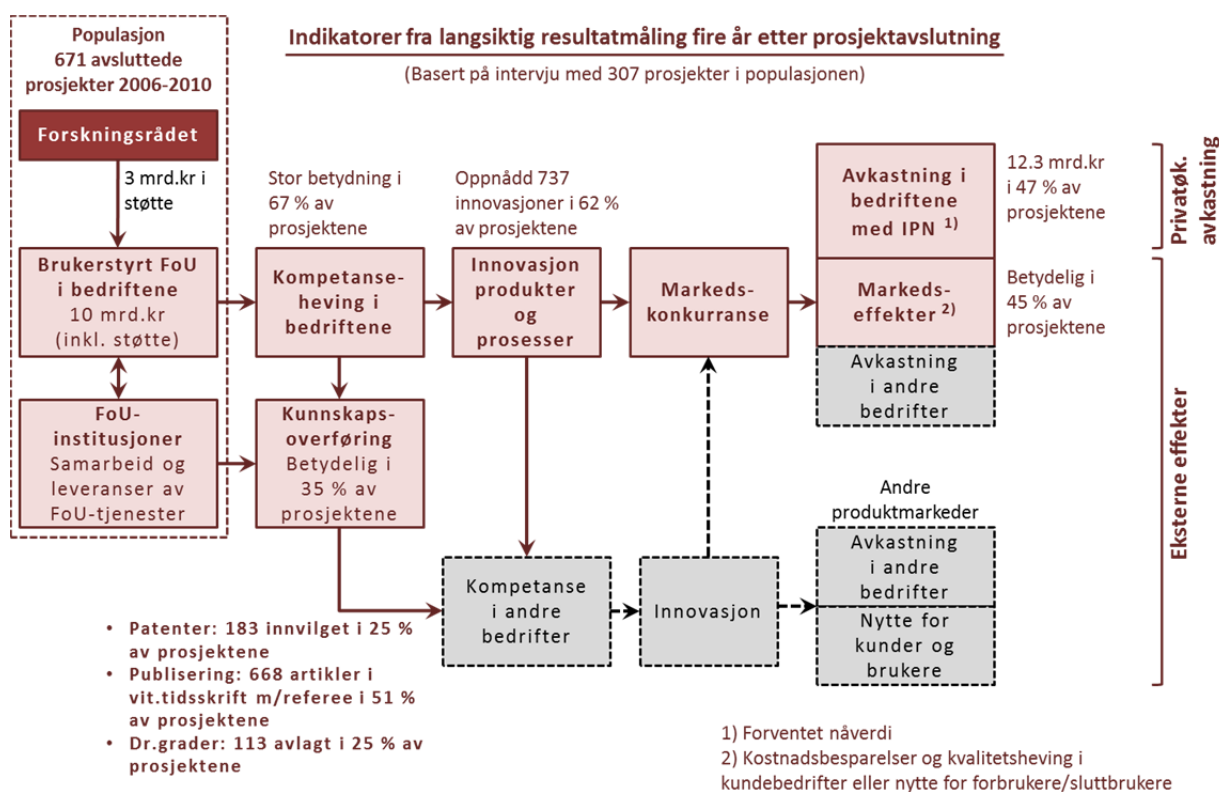 Populasjon
671 avsluttede
prosjekter 2006-2010
Indikatorer fra langsiktig resultatmåling fire år etter prosjektavslutning
(Basert på intervju med 307 prosjekter i populasjonen)
Forskningsrådet
3 mrd.kr i
støtte
Stor betydning i
67 % av
prosjektene
Oppnådd 737
innovasjoner i 62 %
av prosjektene
Brukerstyrt FoU
i bedriftene
10 mrd.kr
(inkl. støtte)
Kompetanse-
heving i
bedriftene
Innovasjon
produkter
og
prosesser
Markeds-
konkurranse
Avkastning i
bedriftene
med IPN 1)
12.3 mrd.kr
i 47 % av
prosjektene
Privatøk.
avkastning
Markeds-
effekter 2)
Betydelig i
45 % av
prosjektene
Avkastning
i andre
bedrifter
Eksterne effekter
FoU-
institusjoner
Samarbeid og
leveranser av
FoU-tjenester
Kunnskaps-
overføring
Betydelig i
35 % av
prosjektene
Kompetanse
i andre
bedrifter
Innovasjon
Andre
produktmarkeder
Avkastning
i andre
bedrifter
Nytte for
kunder og
brukere
• Patenter: 183 innvilget i 25 %
av prosjektene
• Publisering: 668 artikler i
vit.tidsskrift m/referee i 51 %
av prosjektene
• Dr.grader: 113 avlagt i 25 % av
prosjektene
1) Forventet nåverdi
2) Kostnadsbesparelser og kvalitetsheving i
kundebedrifter eller nytte for forbrukere/sluttbrukere